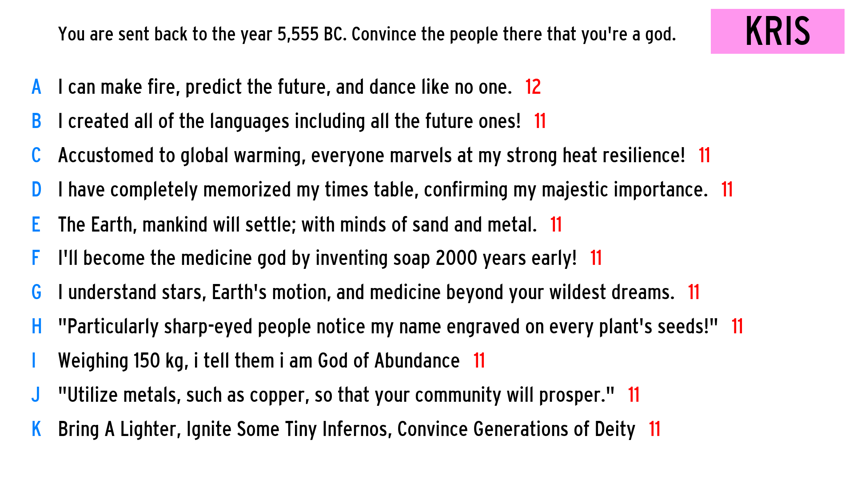 You are sent back to the year 5,555 BC. Convince the people there that you're a god.
KRIS
A I can make fire, predict the future, and dance like no one. 12
B I created all of the languages including all the future ones! 11
C Accustomed to global warming, everyone marvels at my strong heat resilience! 11
D I have completely memorized my times table, confirming my majestic importance. 11
E The Earth, mankind will settle; with minds of sand and metal. 11
F I'll become the medicine god by inventing soap 2000 years early! 11
G I understand stars, Earth's motion, and medicine beyond your wildest dreams. 11
H "Particularly sharp-eyed people notice my name engraved on every plant's seeds!" 11
I Weighing 150 kg, i tell them i am God of Abundance 11
J "Utilize metals, such as copper, so that your community will prosper." 11
K Bring A Lighter, Ignite Some Tiny Infernos, Convince Generations of Deity 11